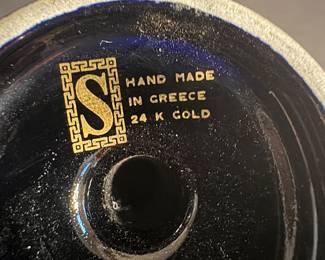 S
HAND MADE
IN GREECE
24 K GOLD